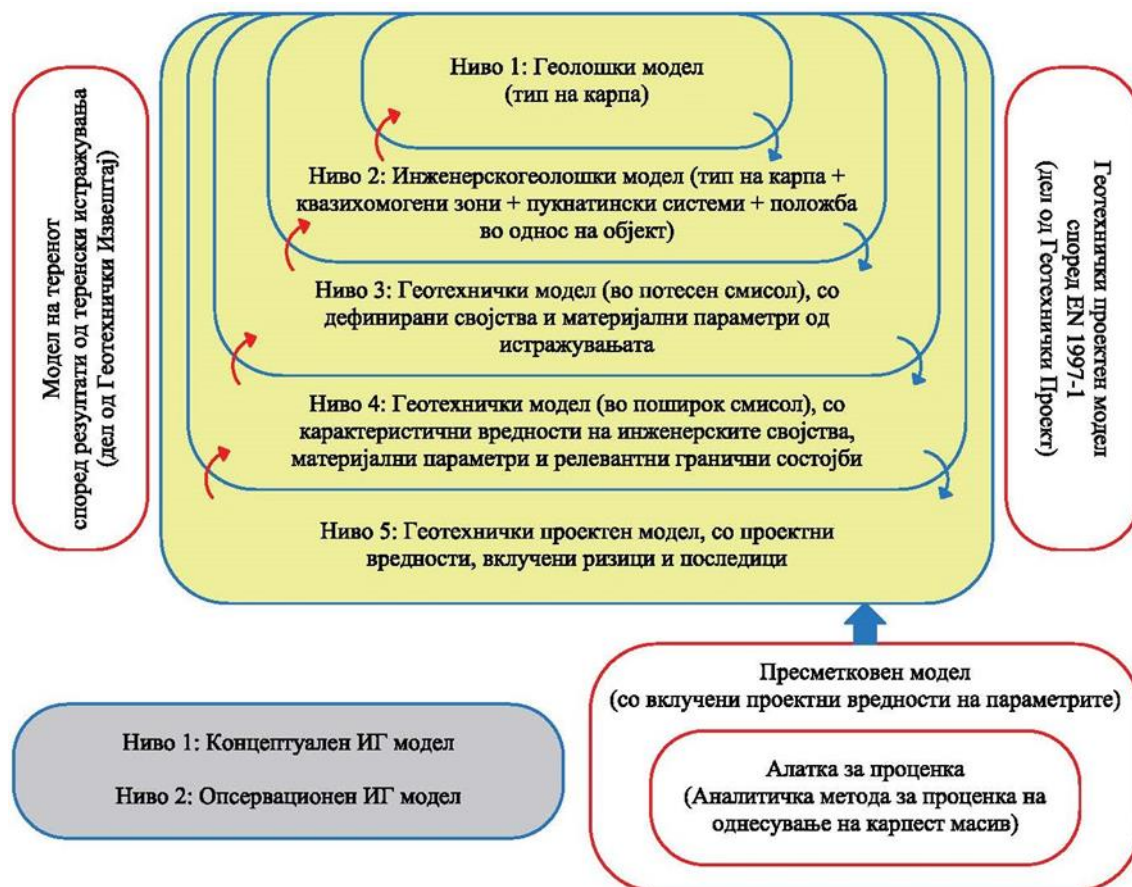 Модел на теренот
според резултати од теренски истражувања
(дел од Геотехнички Извештај)
Ниво 1: Геолошки модел
(тип на карпа)
Ниво 2: Инженерскогеолошки модел (тип на карпа +
квазихомогени зони + пукнатински системи + положба
во однос на објект)
Ниво 3: Геотехнички модел (во потесен смисол), со
дефинирани својства и материјални параметри од
истражувањата
Ниво 4: Геотехнички модел (во поширок смисол), со
карактеристични вредности на инженерските својства,
материјални параметри и релевантни гранични состојби
Ниво 5: Геотехнички проектен модел, со проектни
вредности, вклучени ризици и последици
Геотехнички проектен модел
според EN 1997-1
(дел од Геотехнички Проект)
Пресметковен модел
(со вклучени проектни вредности на параметрите)
Алатка за проценка
(Аналитичка метода за проценка на
однесување на карпест масив)
Ниво 1: Концептуален ИГ модел
Ниво 2: Опсервационен ИГ модел